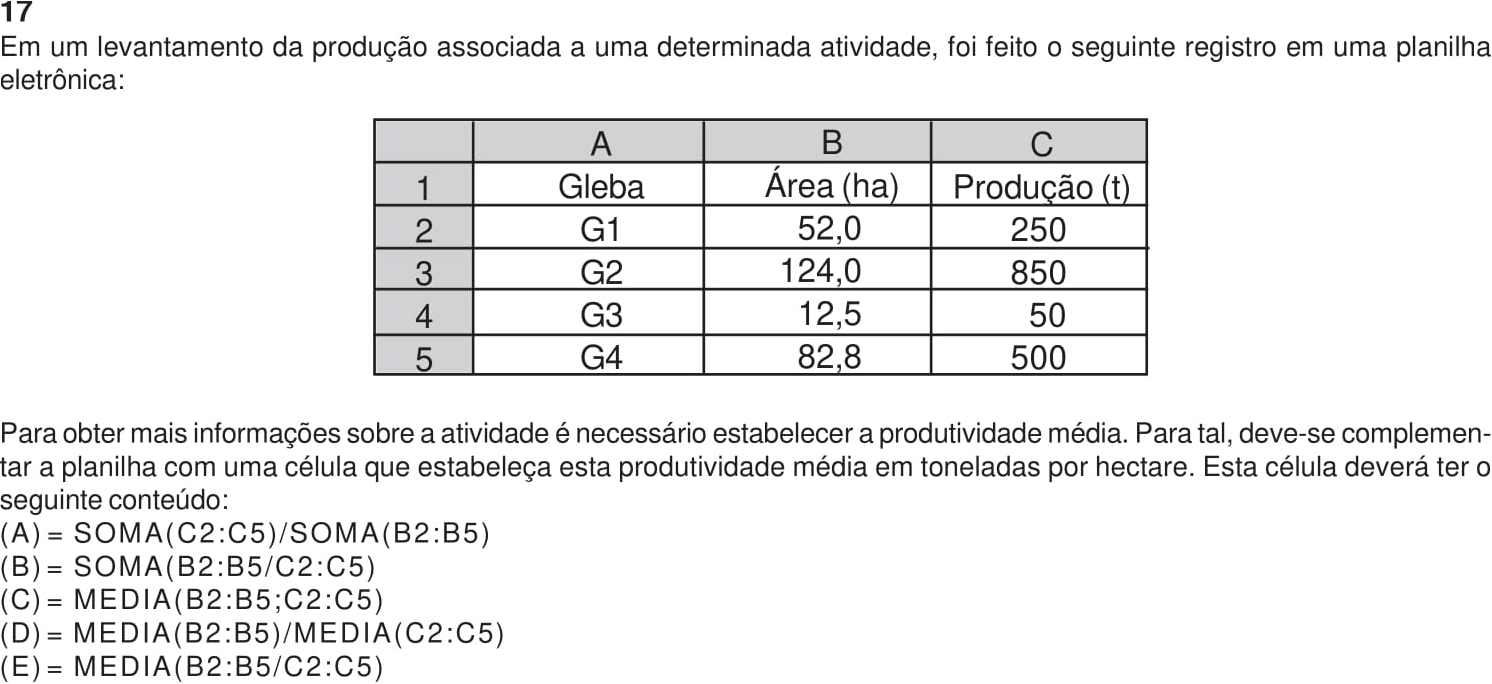 17
Em um levantamento da produção associada a uma determinada atividade, foi feito o seguinte registro em uma planilha
eletrônica:
A B C
1 Gleba Área (ha) Produção (t)
2 G1 52,0 250
3 G2 124,0 850
4 G3 12,5 50
5 G4 82,8 500
Para obter mais informações sobre a atividade é necessário estabelecer a produtividade média. Para tal, deve-se complemen-
tar a planilha com uma célula que estabeleça esta produtividade média em toneladas por hectare. Esta célula deverá ter o
seguinte conteúdo:
(A) = SOMA(C2:C5)/SOMA(B2:B5)
(B) = SOMA(B2:B5/C2:C5)
(C) = MEDIA(B2:B5;C2:C5)
(D) = MEDIA(B2:B5)/MEDIA(C2:C5)
(E) = MEDIA(B2:B5/C2:C5)